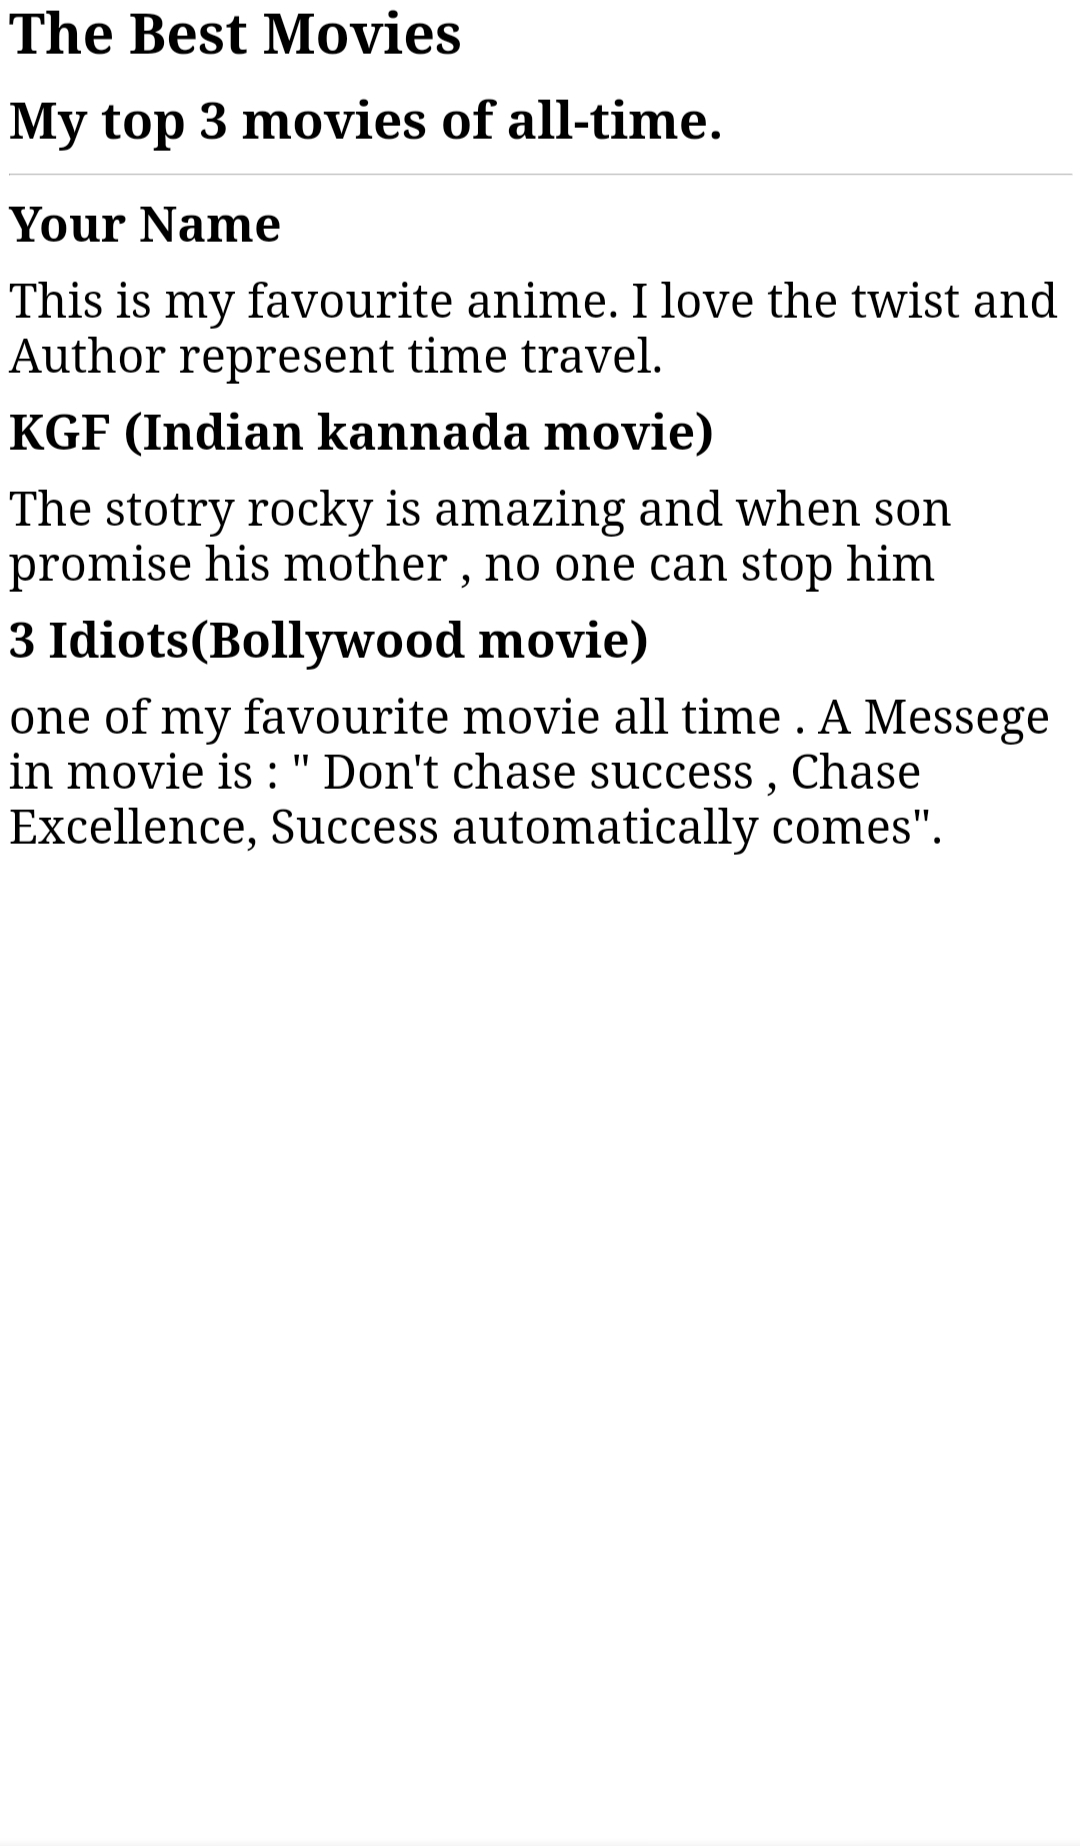 The Best Movies
My top 3 movies of all-time.
Your Name
This is my favourite anime. I love the twist and
Author represent time travel.
KGF (Indian kannada movie)
The stotry rocky is amazing and when son
promise his mother , no one can stop him
3 Idiots(Bollywood movie)
one of my favourite movie all time . A Messege
in movie is : " Don't chase success , Chase
Excellence, Success automatically comes".